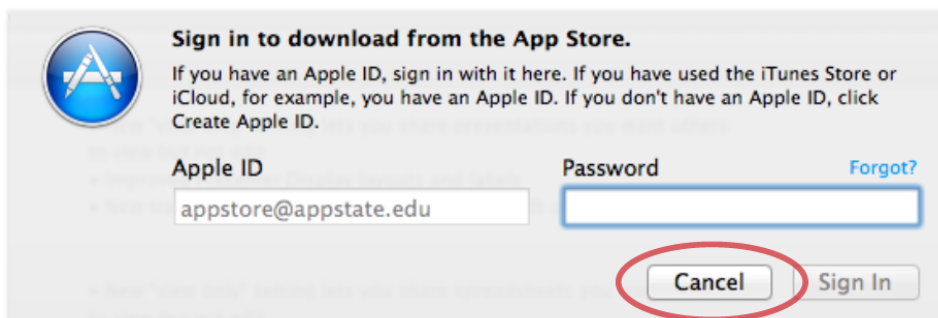 Sign in to download from the App Store.
If you have an Apple ID, sign in with it here. If you have used the iTunes Store or
iCloud, for example, you have an Apple ID. If you don't have an Apple ID, click
Create Apple ID.
Apple ID
Password
Forgot?
appstore@appstate.edu
Cancel
Sign In